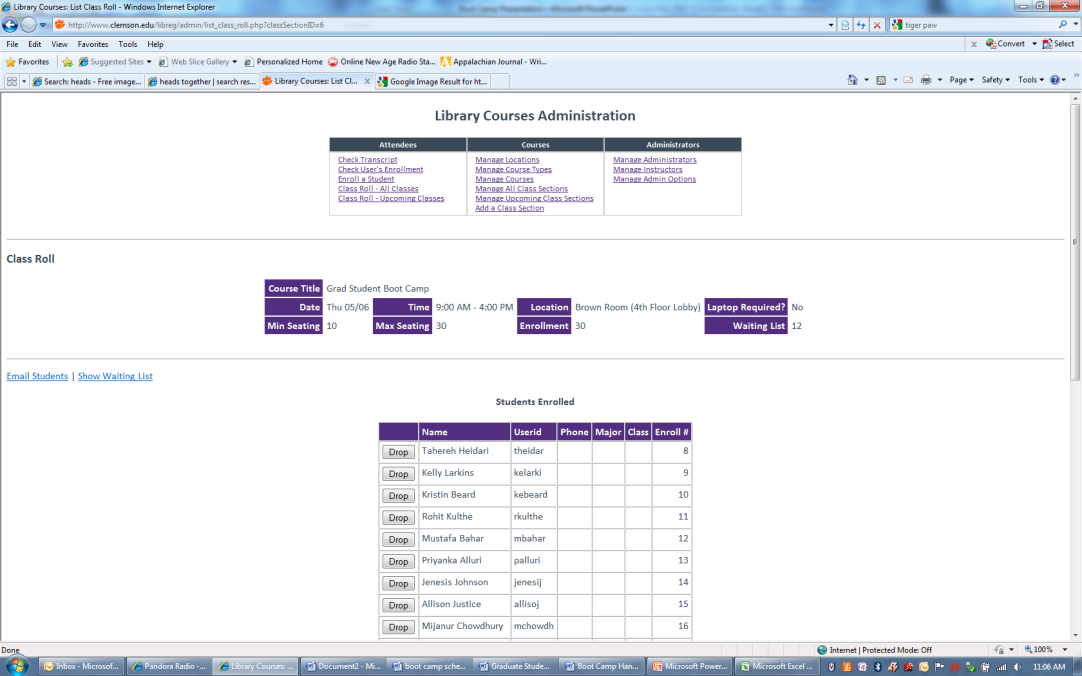 Library Courses: List Class Roll - Windows Internet Explorer
http://www.clemson.edu/libreg/admin/list_class_roll.php?classSectionID=6
tiger paw
File Edit View Favorites Tools Help
x Convert Select
Favorites Suggested Sites Web Slice Gallery Personalized Home Online New Age Radio Sta... Appalachian Journal - Wri...
Search: heads - Free image... heads together | search res... Library Courses: List Cl... X Google Image Result for ht...
Page Safety Tools
Library Courses Administration
Attendees Courses Administrators
Check Transcript Manage Locations Manage Administrators
Check User's Enrollment Manage Course Types Manage Instructors
Enroll a Student Manage Courses Manage Admin Options
Class Roll - All Classes Manage All Class Sections
Class Roll - Upcoming Classes Manage Upcoming Class Sections
Add a Class Section
Class Roll
Course Title Grad Student Boot Camp
Date Thu 05/06 Time 9:00 AM - 4:00 PM Location Brown Room (4th Floor Lobby) Laptop Required? No
Min Seating 10 Max Seating 30 Enrollment 30 Waiting List 12
Email Students | Show Waiting List
Students Enrolled
Name Userid Phone Major Class Enroll #
Drop Tahereh Heidari theidar 8
Drop Kelly Larkins kelarki 9
Drop Kristin Beard kebeard 10
Drop Rohit Kulthe rkulthe 11
Drop Mustafa Bahar mbahar 12
Drop Priyanka Alluri palluri 13
Drop Jenesis Johnson jenesij 14
Drop Allison Justice allisoj 15
Drop Mijanur Chowdhury mchowdh 16
Done Internet | Protected Mode: Off 100%
Inbox - Microsof... Pandora Radio -... Library Courses: ... Document2 - Mi... boot camp sche... Graduate Stude... Boot Camp Han... Microsoft Power... Microsoft Excel ... 11:06 AM